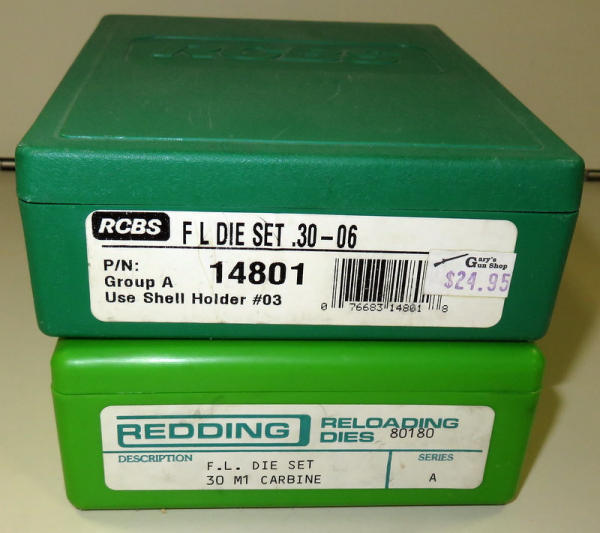 RCBS
RCBS F L DIE SET .30-06
P/N: 14801
Group A
Use Shell Holder #03
0 76683 14801 8
Gary's
Gun Shop
$24.95
REDDING RELOADING
DIES 80180
DESCRIPTION SERIES
F.L. DIE SET A
30 M1 CARBINE